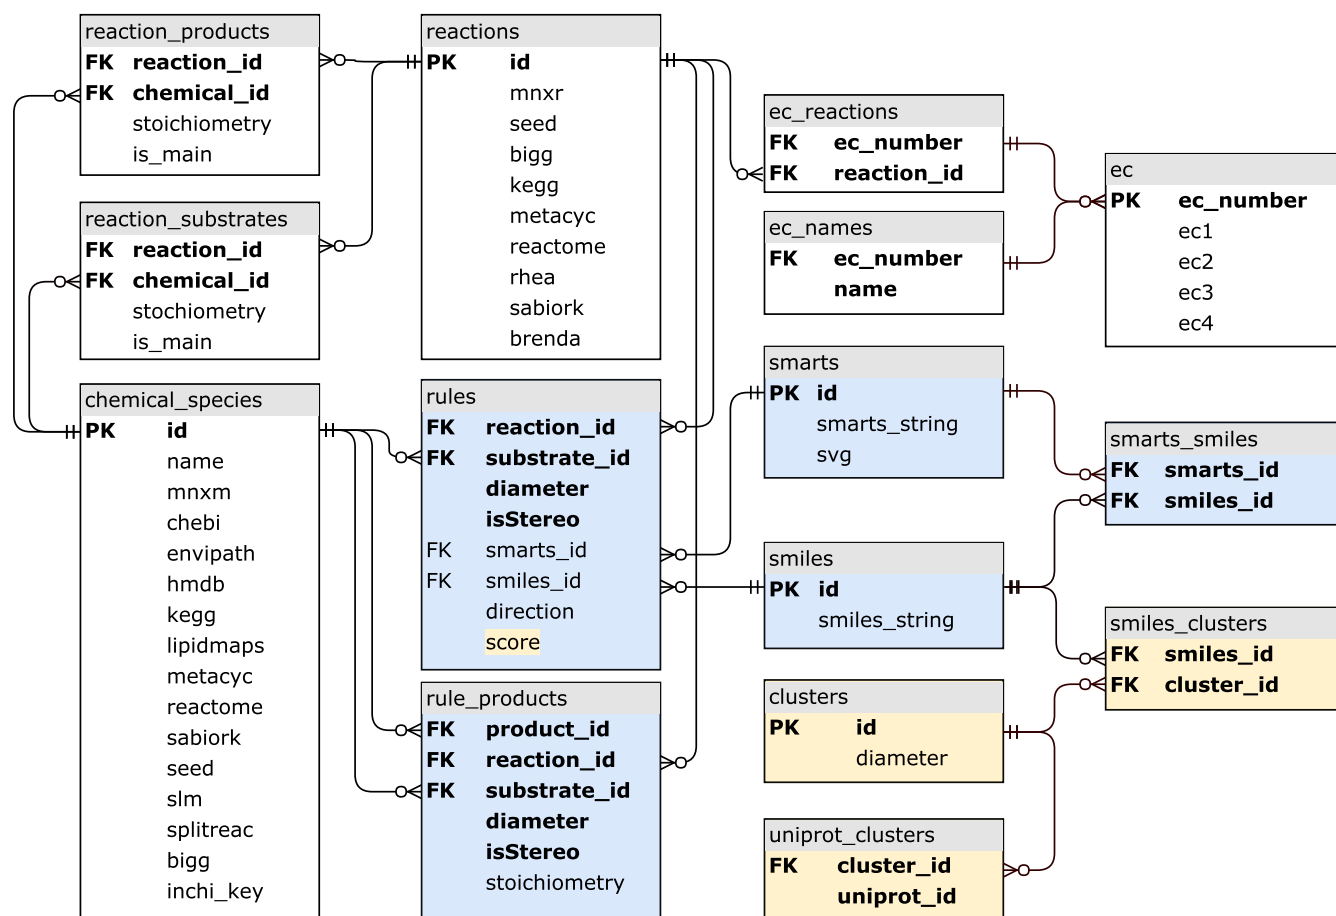 reaction_products
FK reaction_id
FK chemical_id
stoichiometry
is_main
reaction_substrates
FK reaction_id
FK chemical_id
stochiometry
is_main
chemical_species
PK id
name
mnxm
chebi
envipath
hmdb
kegg
lipidmaps
metacyc
reactome
sabiork
seed
slm
splitreac
bigg
inchi_key
reactions
PK id
mnxr
seed
bigg
kegg
metacyc
reactome
rhea
sabiork
brenda
rules
FK reaction_id
FK substrate_id
diameter
isStereo
FK smarts_id
FK smiles_id
direction
score
rule_products
FK product_id
FK reaction_id
FK substrate_id
diameter
isStereo
stoichiometry
ec_reactions
FK ec_number
FK reaction_id
ec_names
FK ec_number
name
smarts
PK id
smarts_string
svg
smiles
PK id
smiles_string
clusters
PK id
diameter
uniprot_clusters
FK cluster_id
uniprot_id
ec
PK ec_number
ec1
ec2
ec3
ec4
smarts_smiles
FK smarts_id
FK smiles_id
smiles_clusters
FK smiles_id
FK cluster_id